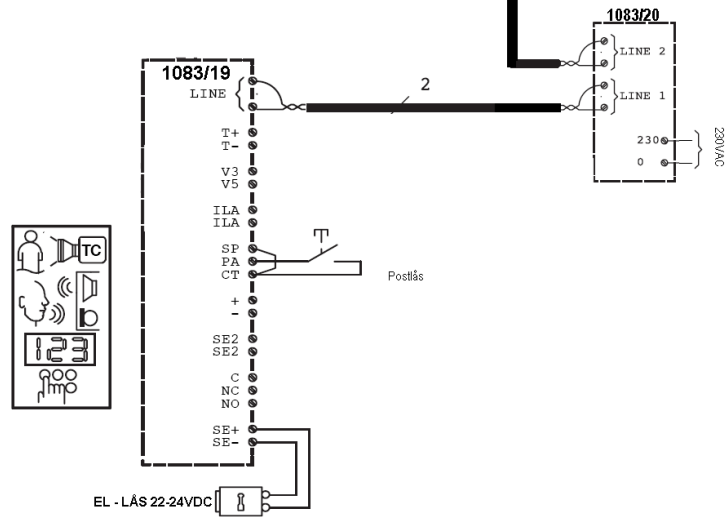 1083/20
LINE 2
1083/19
LINE
2
LINE 1
T+
T-
230
0
230VAC
V3
V5
ILA
ILA
TC
SP
PA
CT
Postlås
+
-
SE2
SE2
123
C
NC
NO
SE+
SE-
EL - LÅS 22-24VDC